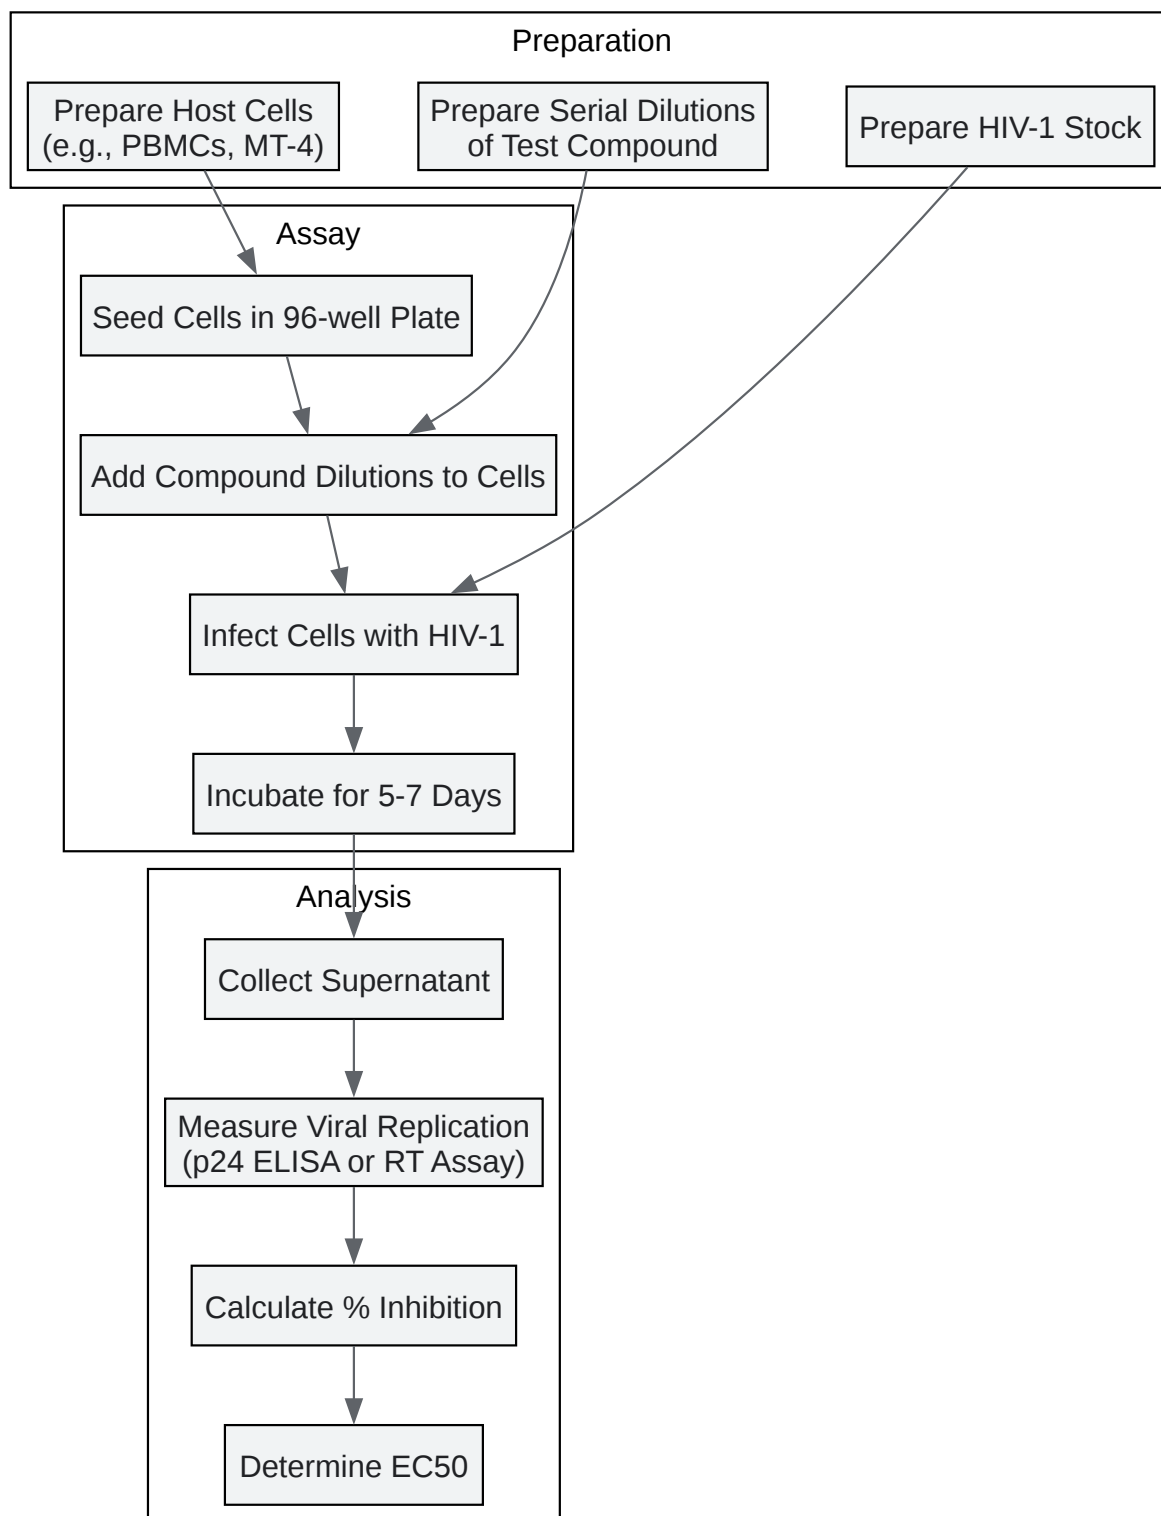 Preparation
Prepare Host Cells
(e.g., PBMCs, MT-4)
Prepare Serial Dilutions
of Test Compound
Prepare HIV-1 Stock
Assay
Seed Cells in 96-well Plate
Add Compound Dilutions to Cells
Infect Cells with HIV-1
Incubate for 5-7 Days
Analysis
Collect Supernatant
Measure Viral Replication
(p24 ELISA or RT Assay)
Calculate % Inhibition
Determine EC50